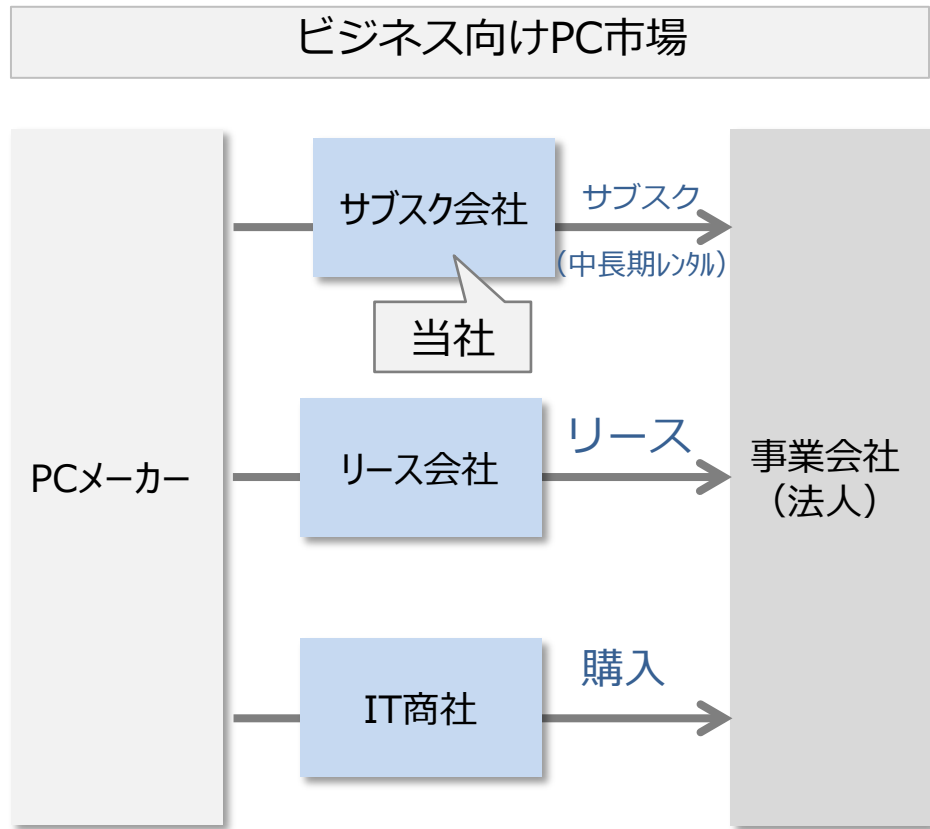 ビジネス向けPC市場
サブスク会社
サブスク
（中長期レンタル）
当社
PCメーカー
リース会社
リース
事業会社
（法人）
IT商社
購入